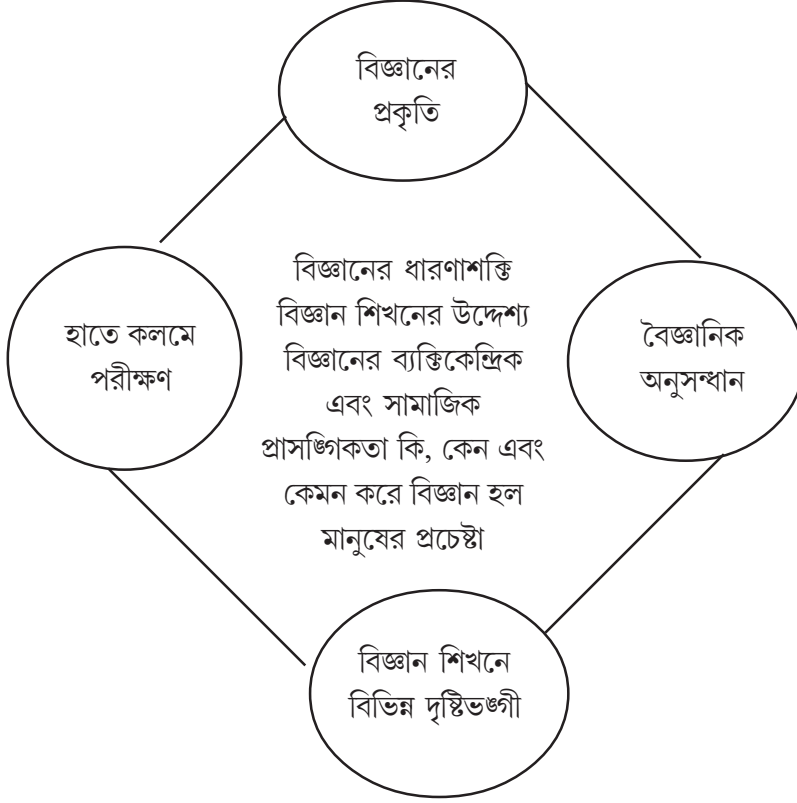 বিজ্ঞানের
প্রকৃতি
হাতে কলমে
পরীক্ষণ
বিজ্ঞানের ধারণাশক্তি
বিজ্ঞান শিখনের উদ্দেশ্য
বিজ্ঞানের ব্যক্তিকেন্দ্রিক
এবং সামাজিক
প্রাসঙ্গিকতা কি, কেন এবং
কেমন করে বিজ্ঞান হল
মানুষের প্রচেষ্টা
বৈজ্ঞানিক
অনুসন্ধান
বিজ্ঞান শিখনে
বিভিন্ন দৃষ্টিভঙ্গী